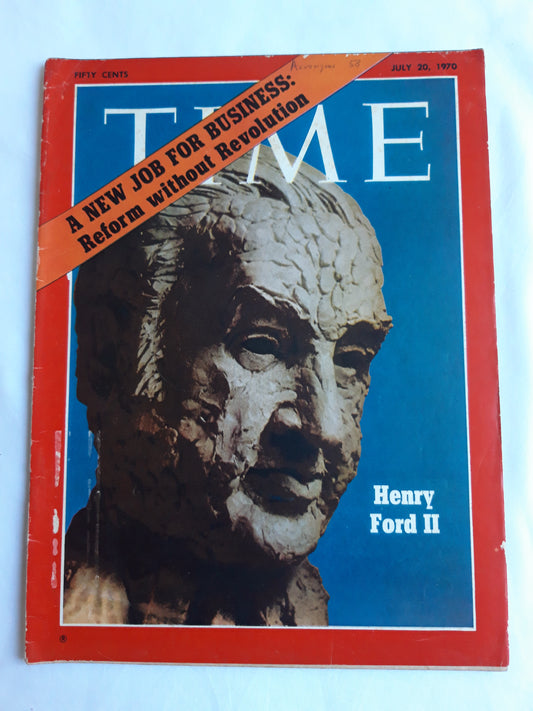 FIFTY CENTS
JULY 20, 1970
A NEW JOB FOR BUSINESS:
Reform without Revolution
TIME
Henry
Ford II
®